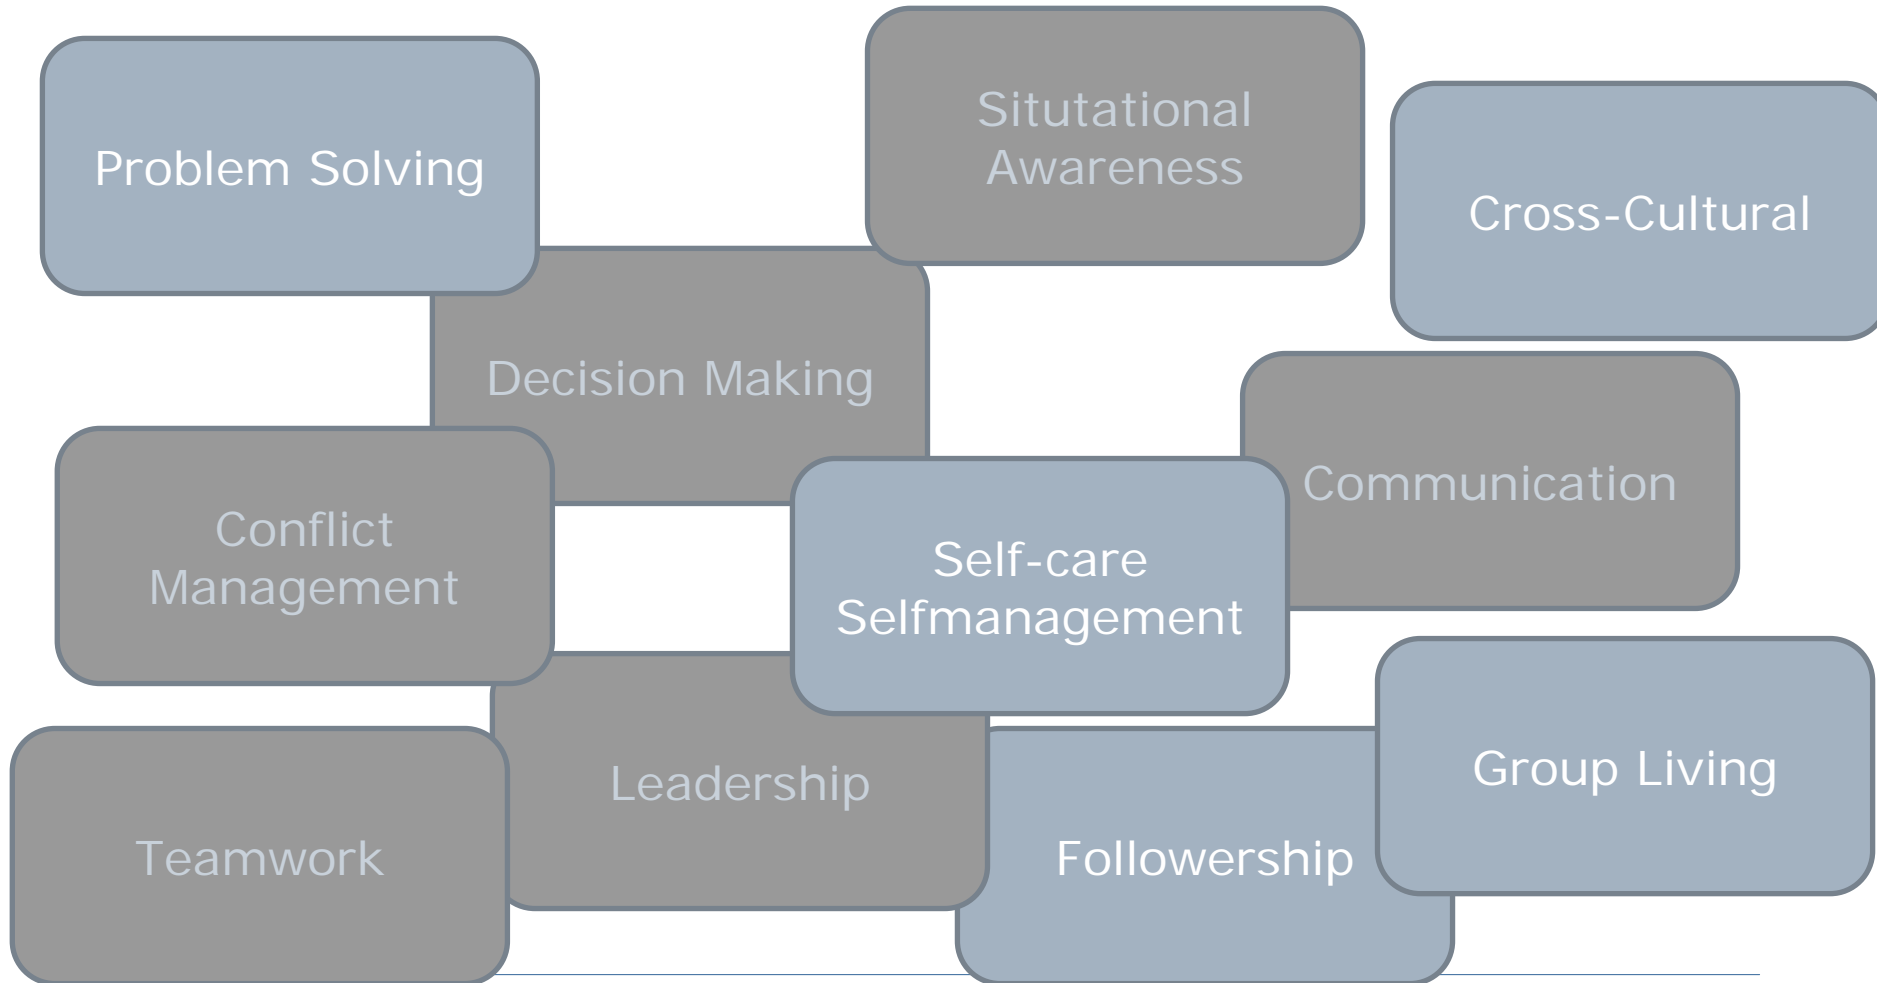 Problem Solving
Situtational
Awareness
Cross-Cultural
Decision Making
Communication
Conflict
Management
Self-care
Selfmanagement
Group Living
Leadership
Teamwork
Followership